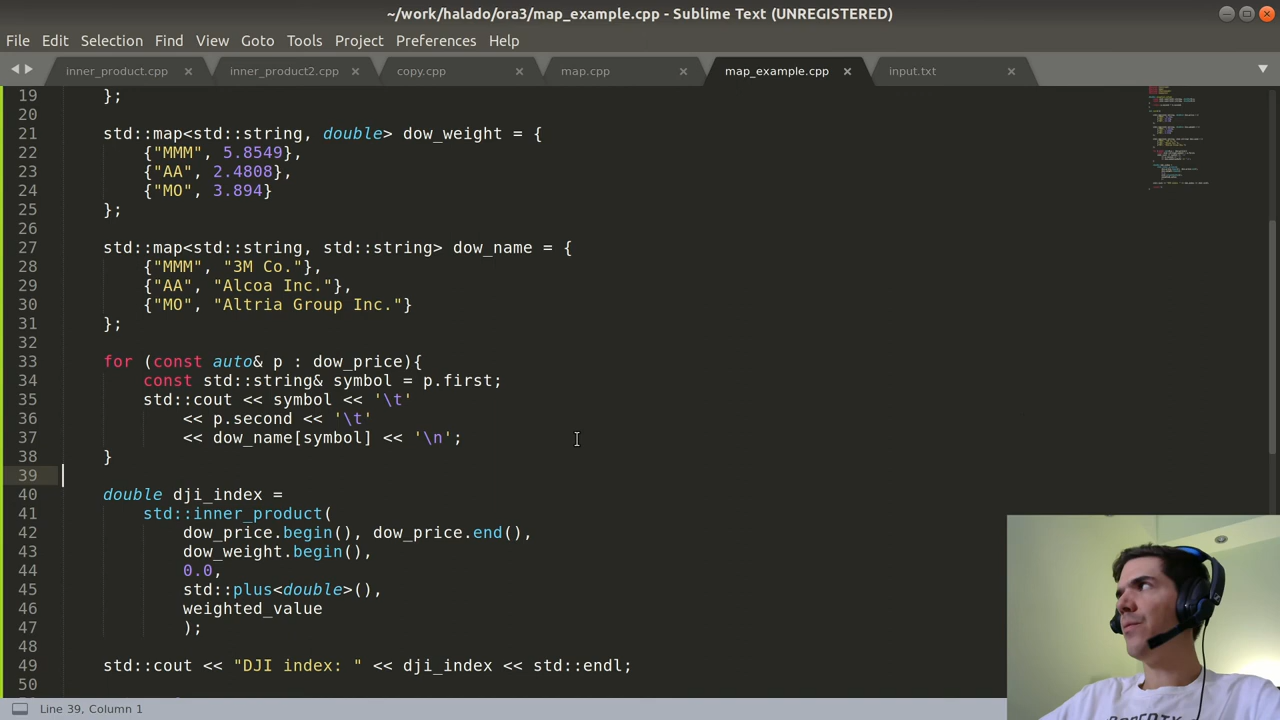 ~/work/halado/ora3/map_example.cpp - Sublime Text (UNREGISTERED)
File Edit Selection Find View Goto Tools Project Preferences Help
inner_product.cpp inner_product2.cpp copy.cpp map.cpp map_example.cpp input.txt
19 };
20
21 std::map<std::string, double> dow_weight = {
22 {"MMM", 5.8549},
23 {"AA", 2.4808},
24 {"MO", 3.894}
25 };
26
27 std::map<std::string, std::string> dow_name = {
28 {"MMM", "3M Co."},
29 {"AA", "Alcoa Inc."},
30 {"MO", "Altria Group Inc."}
31 };
32
33 for (const auto& p : dow_price){
34 const std::string& symbol = p.first;
35 std::cout << symbol << '\t'
36 << p.second << '\t'
37 << dow_name[symbol] << '\n';
38 }
39
40 double dji_index =
41 std::inner_product(
42 dow_price.begin(), dow_price.end(),
43 dow_weight.begin(),
44 0.0,
45 std::plus<double>(),
46 weighted_value
47 );
48
49 std::cout << "DJI index: " << dji_index << std::endl;
50
Line 39, Column 1